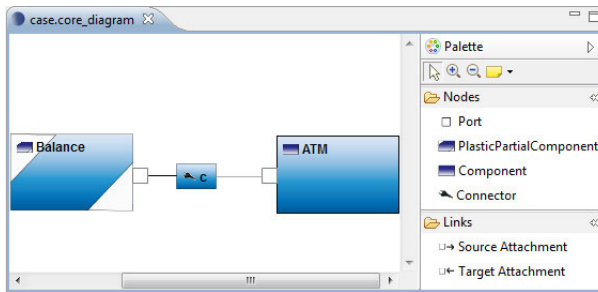 case.core_diagram
Palette
Nodes
Port
PlasticPartialComponent
Component
Connector
Links
Source Attachment
Target Attachment
Balance
c
ATM